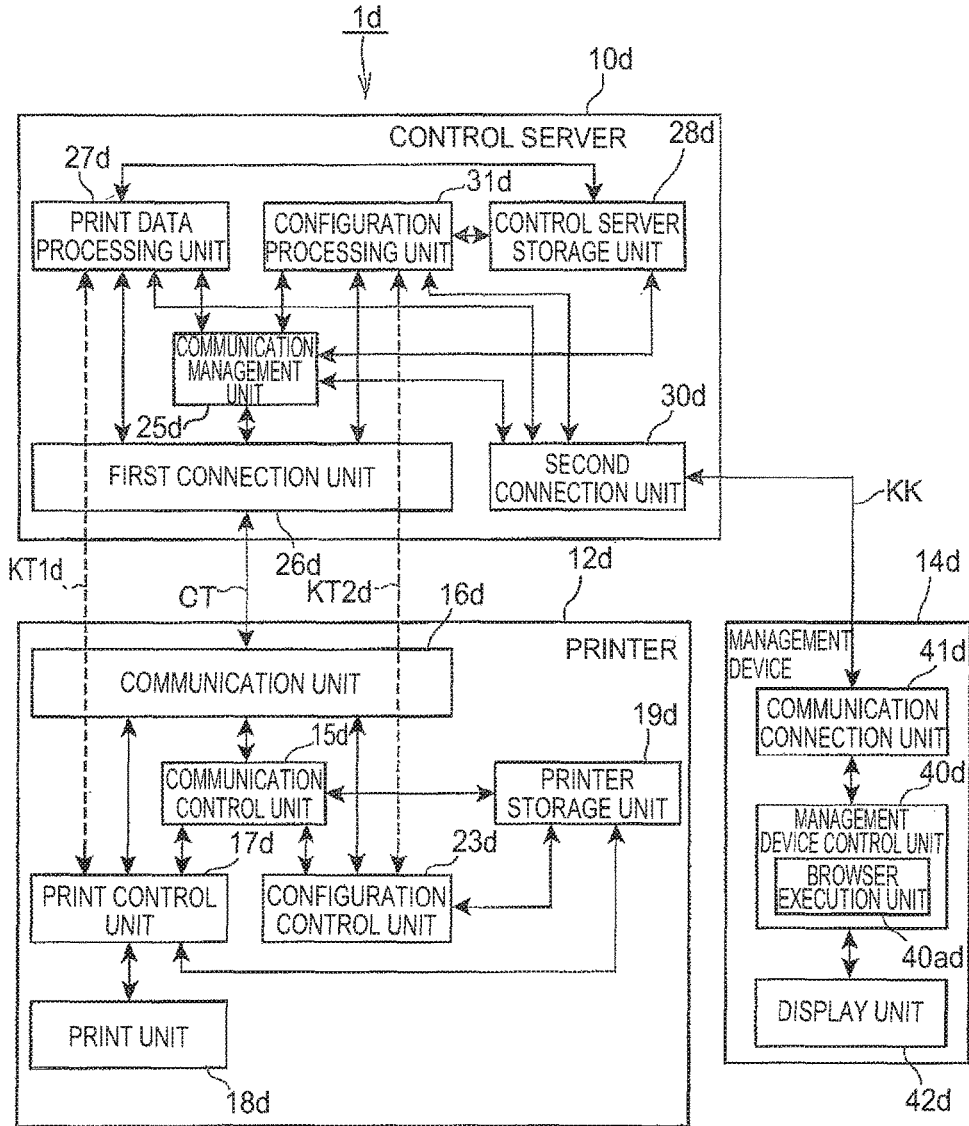 1d
10d
CONTROL SERVER
27d
31d
28d
PRINT DATA
PROCESSING UNIT
CONFIGURATION
PROCESSING UNIT
CONTROL SERVER
STORAGE UNIT
COMMUNICATION
MANAGEMENT
UNIT
25d
30d
FIRST CONNECTION UNIT
SECOND
CONNECTION UNIT
KK
26d
12d
KT1d
CT
KT2d
16d
14d
PRINTER
MANAGEMENT
DEVICE
COMMUNICATION UNIT
41d
COMMUNICATION
CONNECTION UNIT
15d
19d
COMMUNICATION
CONTROL UNIT
PRINTER
STORAGE UNIT
40d
MANAGEMENT
DEVICE CONTROL UNIT
17d
23d
BROWSER
EXECUTION UNIT
PRINT CONTROL
UNIT
CONFIGURATION
CONTROL UNIT
40ad
PRINT UNIT
DISPLAY UNIT
18d
42d